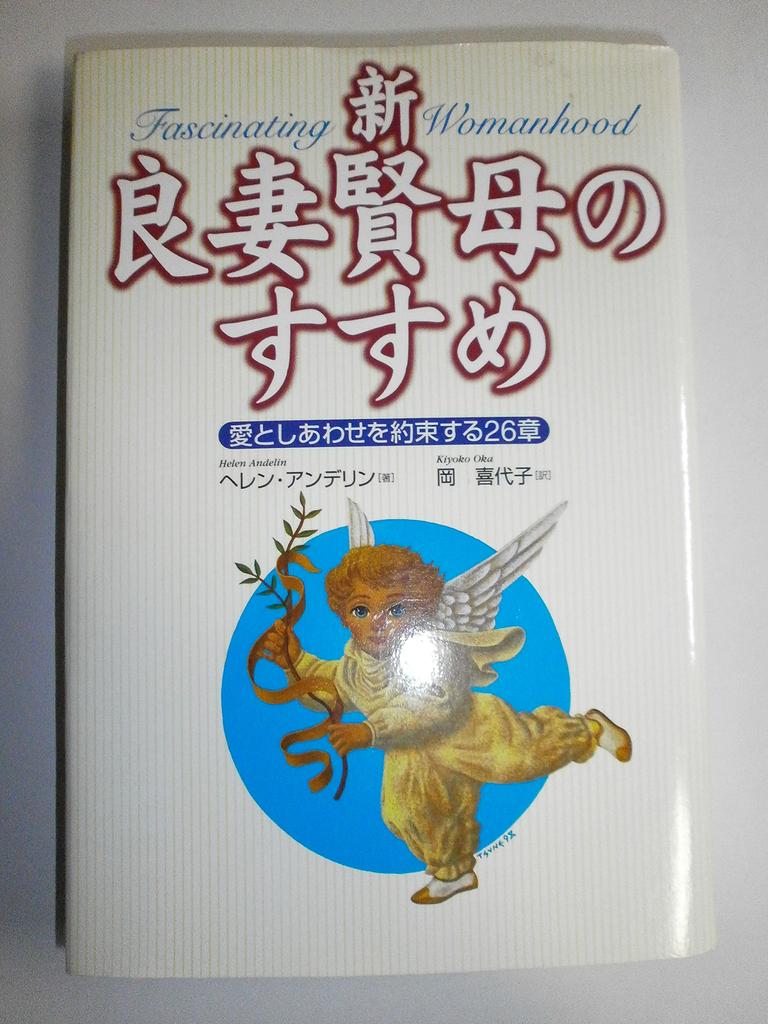 Fascinating 新 Womanhood
良妻賢母の
すすめ
愛としあわせを約束する26章
Helen Andelin
ヘレン・アンデリン[著]
Kiyoko Oka
岡 喜代子[訳]
TSUNE 98